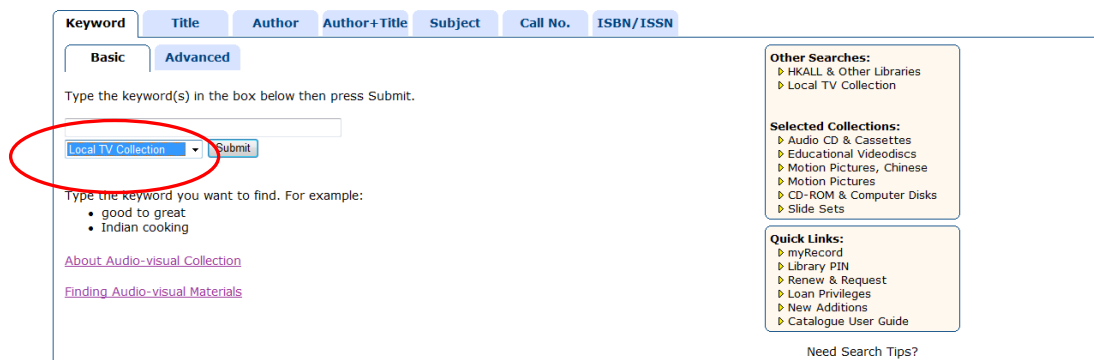 Keyword Title Author Author+Title Subject Call No. ISBN/ISSN
Basic Advanced
Type the keyword(s) in the box below then press Submit.
Local TV Collection Submit
Type the keyword you want to find. For example:
good to great
Indian cooking
About Audio-visual Collection
Finding Audio-visual Materials
Other Searches:
HKALL & Other Libraries
Local TV Collection
Selected Collections:
Audio CD & Cassettes
Educational Videodiscs
Motion Pictures, Chinese
Motion Pictures
CD-ROM & Computer Disks
Slide Sets
Quick Links:
myRecord
Library PIN
Renew & Request
Loan Privileges
New Additions
Catalogue User Guide
Need Search Tips?